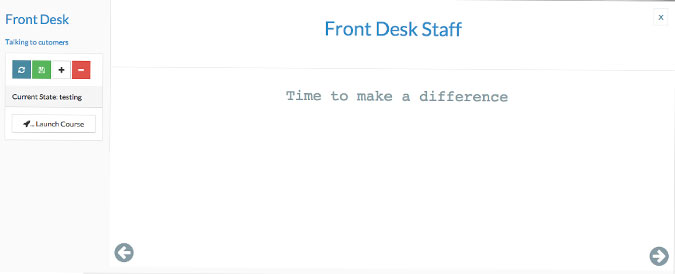 Front Desk
Talking to cutomers
Current State: testing
Launch Course
x
Front Desk Staff
Time to make a difference